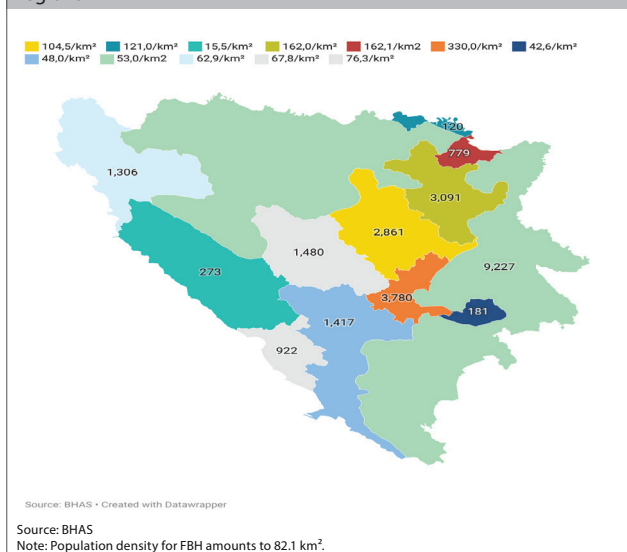 104,5/km² 121,0/km² 15,5/km² 162,0/km² 162,1/km2 330,0/km² 42,6/km²
48,0/km² 53,0/km2 62,9/km² 67,8/km² 76,3/km²
120
779
1,306
3,091
2,861
1,480
9,227
273
3,780
181
1,417
922
Source: BHAS • Created with Datawrapper
Source: BHAS
Note: Population density for FBH amounts to 82.1 km².